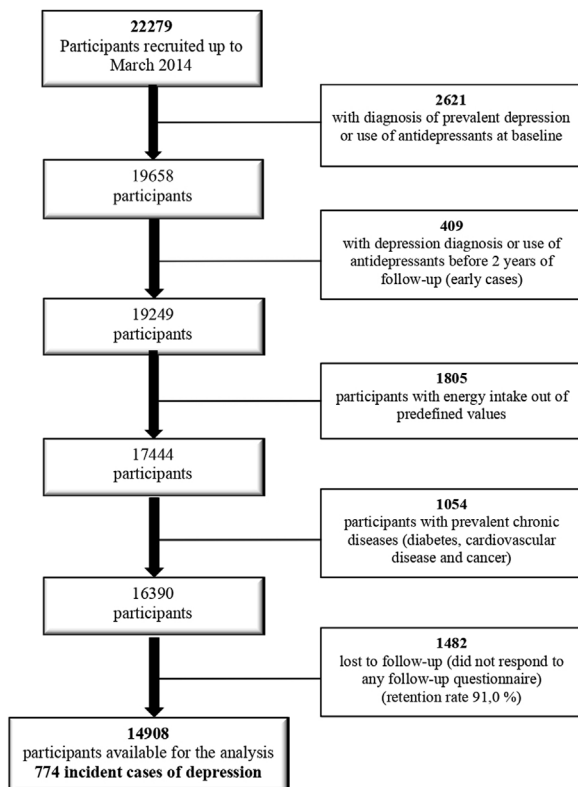 22279
Participants recruited up to
March 2014
2621
with diagnosis of prevalent depression
or use of antidepressants at baseline
19658
participants
409
with depression diagnosis or use of
antidepressants before 2 years of
follow-up (early cases)
19249
participants
1805
participants with energy intake out of
predefined values
17444
participants
1054
participants with prevalent chronic
diseases (diabetes, cardiovascular
disease and cancer)
16390
participants
1482
lost to follow-up (did not respond to
any follow-up questionnaire)
(retention rate 91,0 %)
14908
participants available for the analysis
774 incident cases of depression